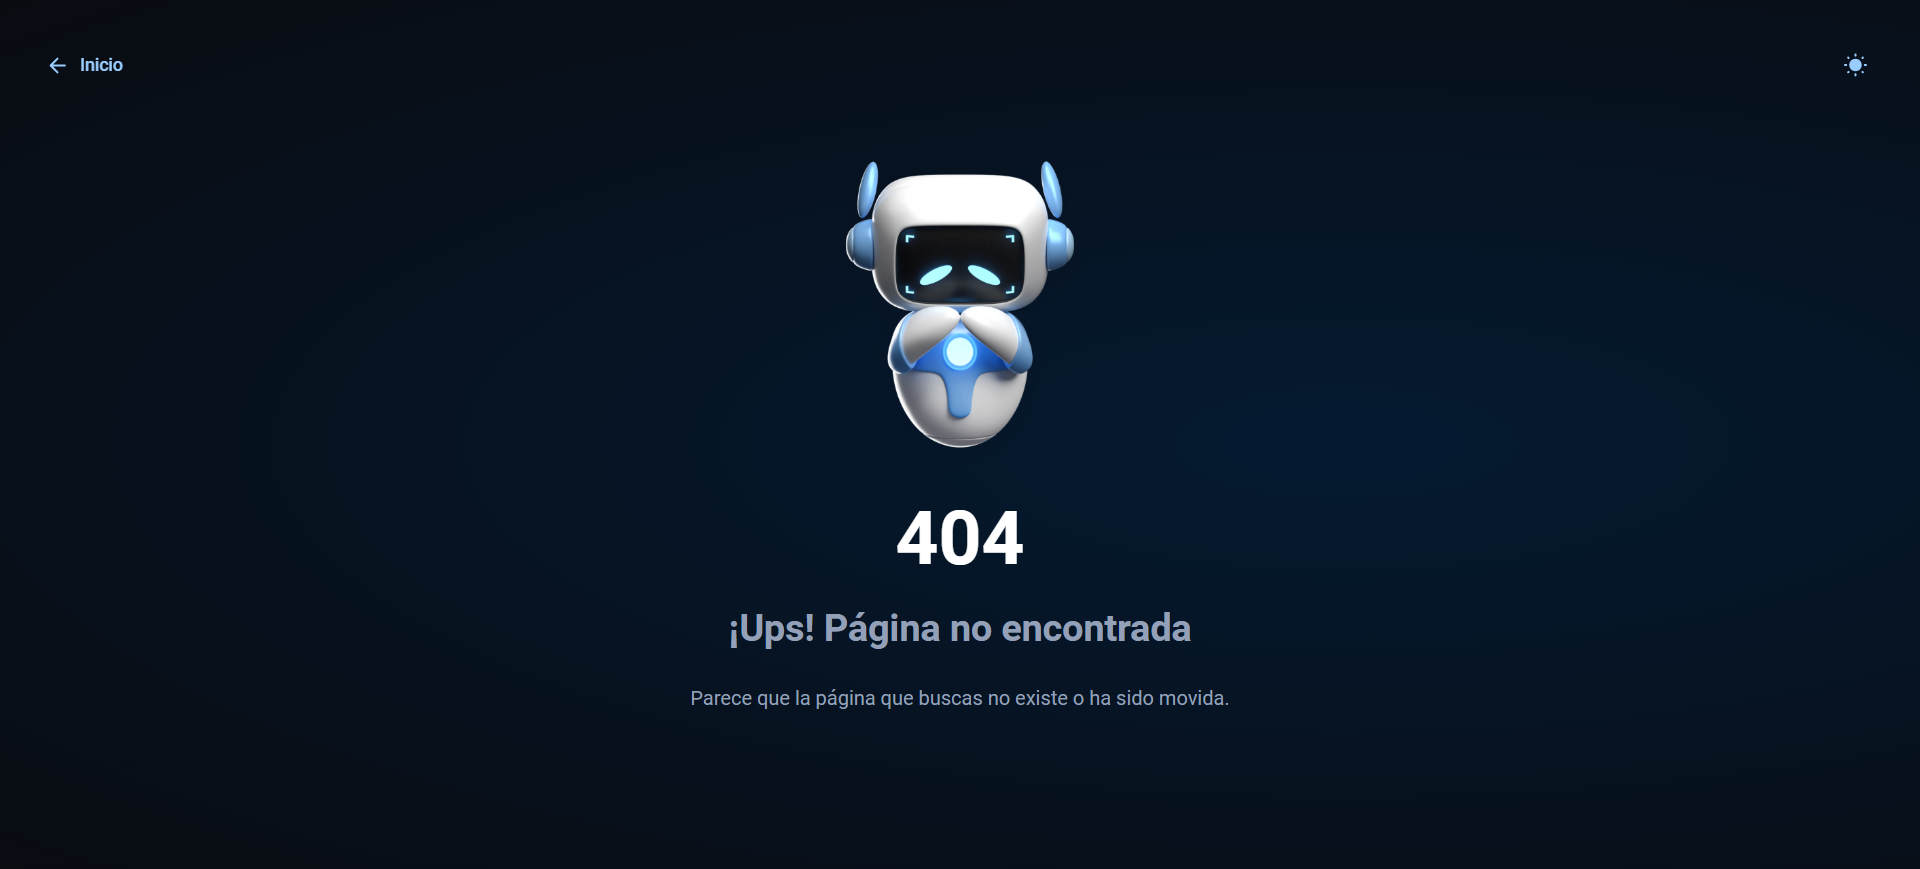 Inicio
404
¡Ups! Página no encontrada
Parece que la página que buscas no existe o ha sido movida.